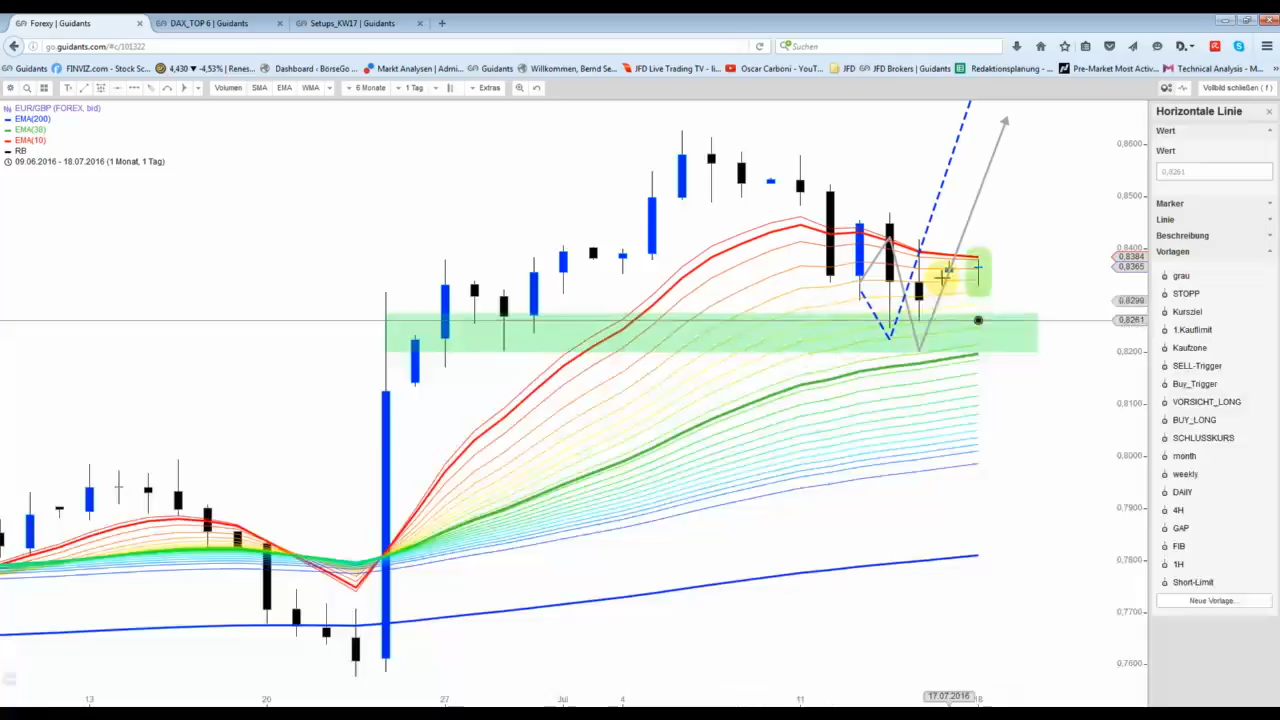 Forexy | Guidants
DAX_TOP 6 | Guidants
Setups_KW17 | Guidants
go.guidants.com/#c/101322
Suchen
Guidants
FINVIZ.com - Stock Sc...
4,430 ▾ -4,53% | Renes...
Dashboard - BörseGo ...
Markt Analysen | Admi...
Guidants
Willkommen, Bernd Se...
JFD Live Trading TV - li...
Oscar Carboni - YouT...
JFD
JFD Brokers | Guidants
Redaktionsplanung - ...
Pre-Market Most Activ...
Technical Analysis - M...
Volumen
SMA
EMA
WMA
6 Monate
1 Tag
Extras
Vollbild schließen ( f )
EUR/GBP (FOREX, bid)
EMA(200)
EMA(38)
EMA(10)
RB
09.06.2016 - 18.07.2016 (1 Monat, 1 Tag)
0,8600
0,8500
0,8400
0,8384
0,8365
0,8298
0,8261
0,8200
0,8100
0,8000
0,7900
0,7800
0,7700
0,7600
13
26
27
Jul
4
11
17.07.2016
18
Horizontale Linie
Wert
Wert
0,8261
Marker
Linie
Beschreibung
Vorlagen
grau
STOPP
Kursziel
1.Kauflimit
Kaufzone
SELL-Trigger
Buy_Trigger
VORSICHT_LONG
BUY_LONG
SCHLUSSKURS
month
weekly
DAIlY
4H
GAP
FIB
1H
Short-Limit
Neue Vorlage...